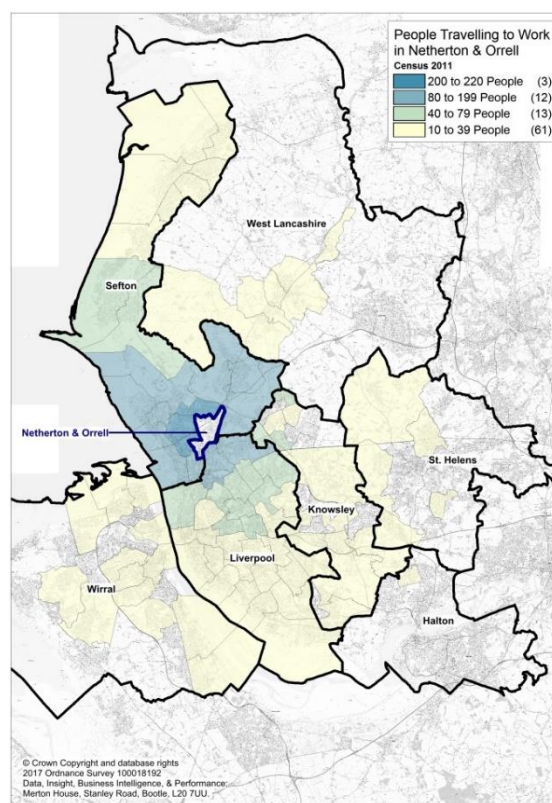 People Travelling to Work
in Netherton & Orrell
Census 2011
200 to 220 People (3)
80 to 199 People (12)
40 to 79 People (13)
10 to 39 People (61)
West Lancashire
Sefton
Netherton & Orrell
St. Helens
Knowsley
Liverpool
Wirral
Halton
© Crown Copyright and database rights
2017 Ordnance Survey 100018192
Data, Insight, Business Intelligence, & Performance:
Merton House, Stanley Road, Bootle, L20 7UU.